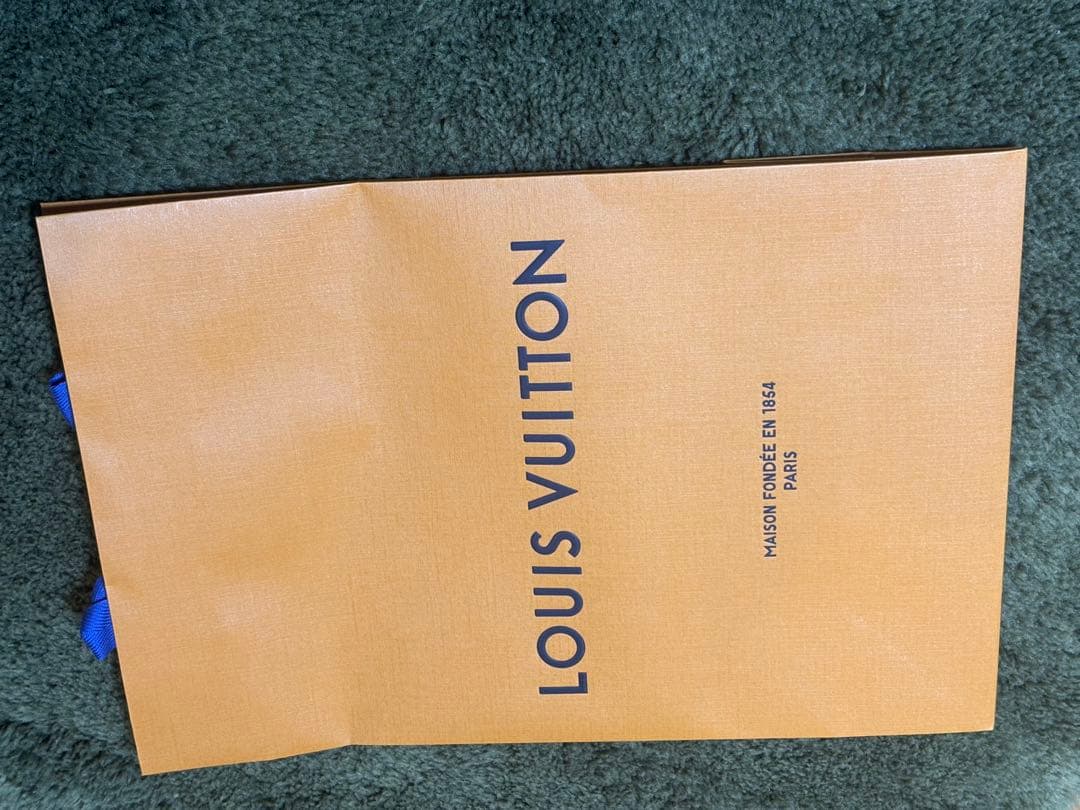 LOUIS VUITTON
MAISON FONDÉE EN 1854
PARIS